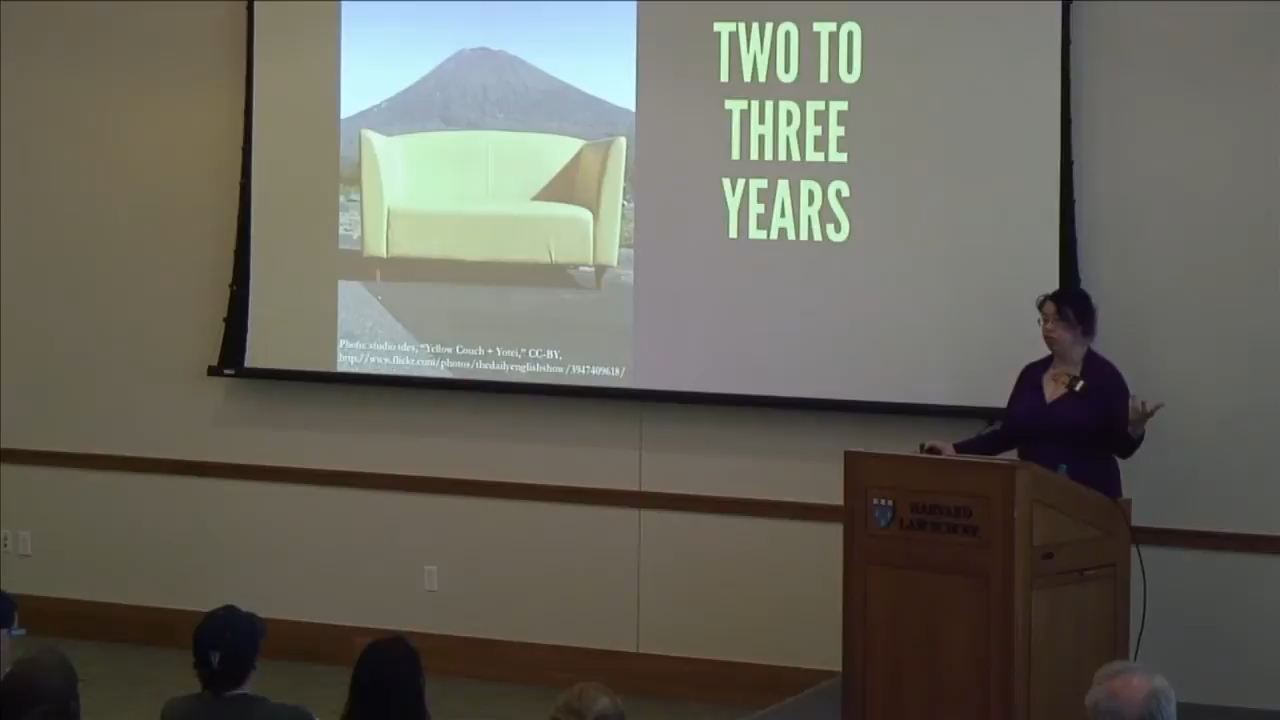 TWO TO
THREE
YEARS
Photo: studio tdes, "Yellow Couch + Yotei," CC-BY,
http://www.flickr.com/photos/thedailyenglishshow/3947409618/
HARVARD
LAW SCHOOL